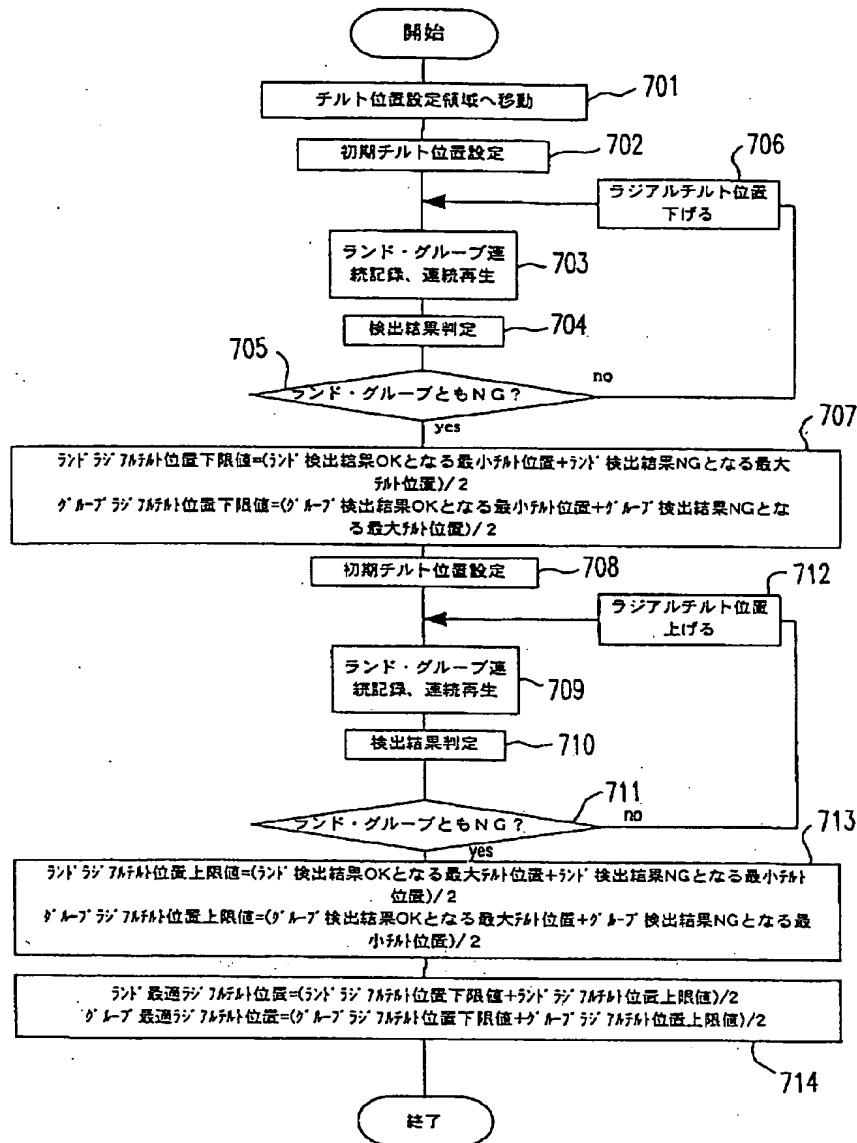 開始
チルト位置設定領域へ移動
701
初期チルト位置設定
702
706
ラジアルチルト位置
下げる
ランド・グルーブ連
続記録、連続再生
703
検出結果判定
704
705
ランド・グルーブともNG?
no
yes
707
ﾗﾝﾄﾞﾗｼﾞｱﾙﾁﾙﾄ位置下限値=(ﾗﾝﾄﾞ検出結果OKとなる最小ﾁﾙﾄ位置+ﾗﾝﾄﾞ検出結果NGとなる最大
ﾁﾙﾄ位置)/2
ｸﾞﾙｰﾌﾞﾗｼﾞｱﾙﾁﾙﾄ位置下限値=(ｸﾞﾙｰﾌﾞ検出結果OKとなる最小ﾁﾙﾄ位置+ｸﾞﾙｰﾌﾞ検出結果NGとな
る最大ﾁﾙﾄ位置)/2
初期チルト位置設定
708
712
ラジアルチルト位置
上げる
ランド・グルーブ連
続記録、連続再生
709
検出結果判定
710
711
ランド・グルーブともNG?
no
yes
713
ﾗﾝﾄﾞﾗｼﾞｱﾙﾁﾙﾄ位置上限値=(ﾗﾝﾄﾞ検出結果OKとなる最大ﾁﾙﾄ位置+ﾗﾝﾄﾞ検出結果NGとなる最小ﾁﾙﾄ
位置)/2
ｸﾞﾙｰﾌﾞﾗｼﾞｱﾙﾁﾙﾄ位置上限値=(ｸﾞﾙｰﾌﾞ検出結果OKとなる最大ﾁﾙﾄ位置+ｸﾞﾙｰﾌﾞ検出結果NGとなる最
小ﾁﾙﾄ位置)/2
ﾗﾝﾄﾞ最適ﾗｼﾞｱﾙﾁﾙﾄ位置=(ﾗﾝﾄﾞﾗｼﾞｱﾙﾁﾙﾄ位置下限値+ﾗﾝﾄﾞﾗｼﾞｱﾙﾁﾙﾄ位置上限値)/2
ｸﾞﾙｰﾌﾞ最適ﾗｼﾞｱﾙﾁﾙﾄ位置=(ｸﾞﾙｰﾌﾞﾗｼﾞｱﾙﾁﾙﾄ位置下限値+ｸﾞﾙｰﾌﾞﾗｼﾞｱﾙﾁﾙﾄ位置上限値)/2
714
終了